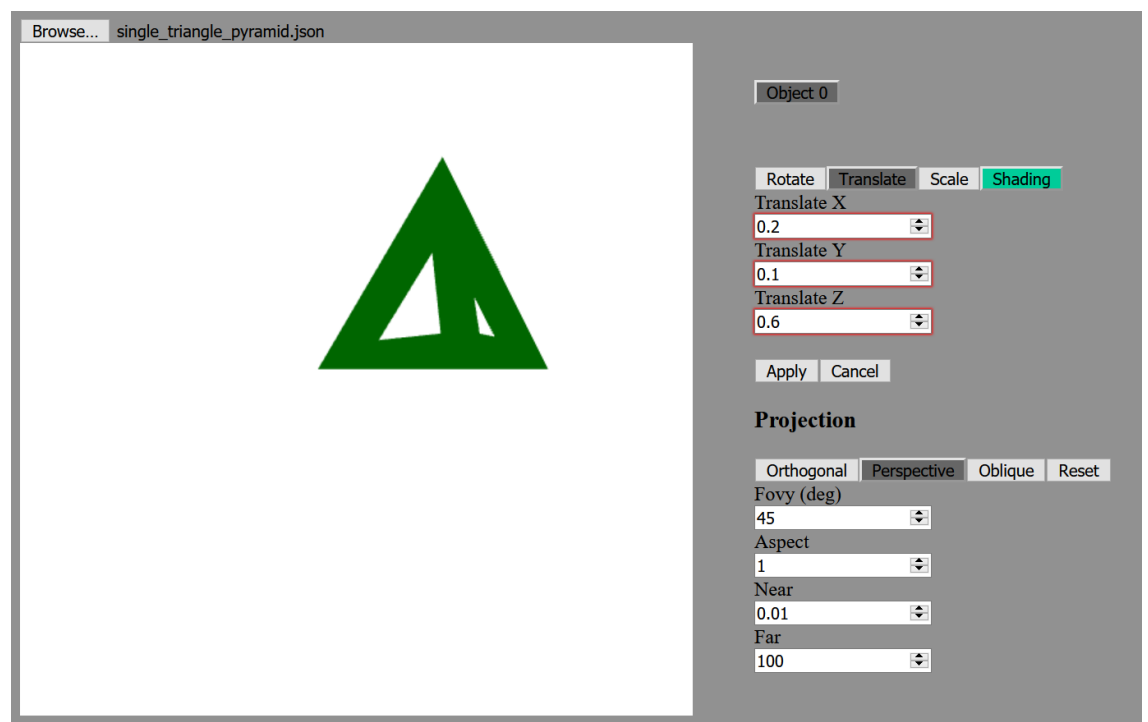 Browse... single_triangle_pyramid.json
Object 0
Rotate Translate Scale Shading
Translate X
0.2
Translate Y
0.1
Translate Z
0.6
Apply Cancel
Projection
Orthogonal Perspective Oblique Reset
Fovy (deg)
45
Aspect
1
Near
0.01
Far
100